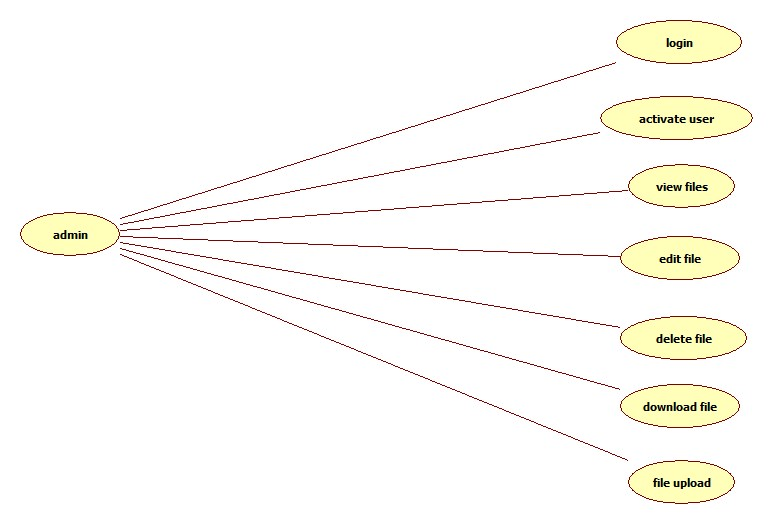 login
activate user
view files
admin
edit file
delete file
download file
file upload